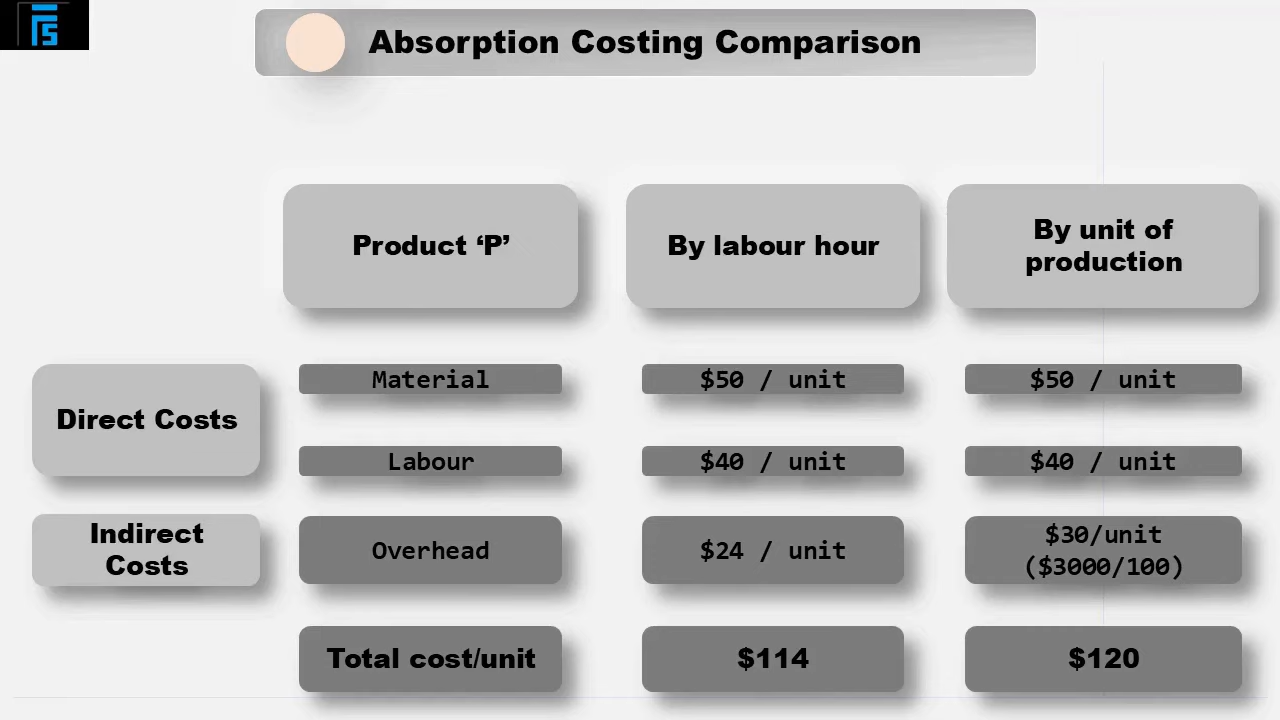 Absorption Costing Comparison
Product ‘P’
By labour hour
By unit of
production
Direct Costs
Material
$50 / unit
$50 / unit
Labour
$40 / unit
$40 / unit
Indirect
Costs
Overhead
$24 / unit
$30/unit
($3000/100)
Total cost/unit
$114
$120